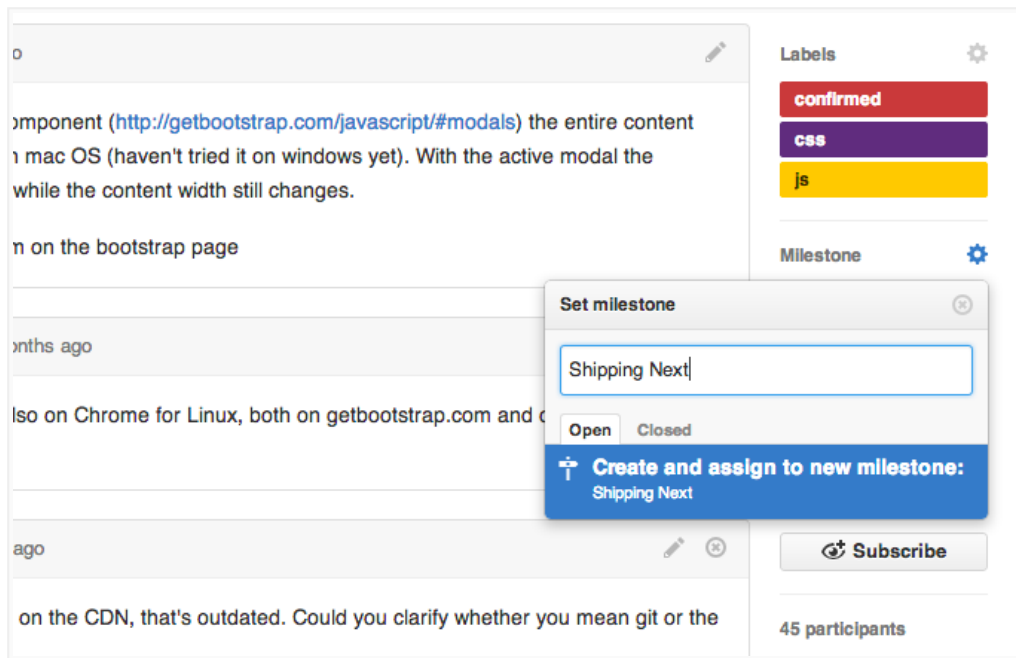 omponent (http://getbootstrap.com/javascript/#modals) the entire content
mac OS (haven't tried it on windows yet). With the active modal the
while the content width still changes.
on the bootstrap page
ago
lso on Chrome for Linux, both on getbootstrap.com and
ago
on the CDN, that's outdated. Could you clarify whether you mean git or the
Labels
confirmed
css
js
Milestone
Set milestone
Shipping Next
Open Closed
Create and assign to new milestone:
Shipping Next
Subscribe
45 participants